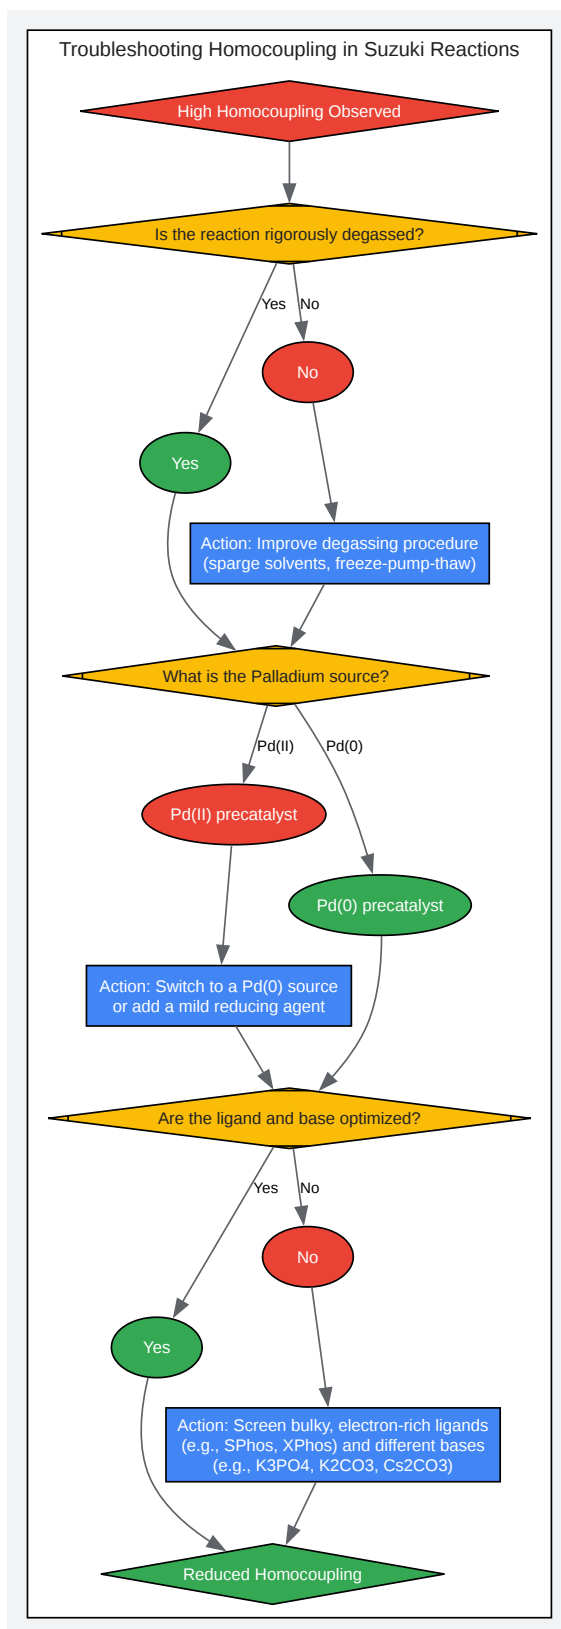 Troubleshooting Homocoupling in Suzuki Reactions
High Homocoupling Observed
Is the reaction rigorously degassed?
Yes
No
No
Yes
Action: Improve degassing procedure
(sparge solvents, freeze-pump-thaw)
What is the Palladium source?
Pd(II)
Pd(0)
Pd(II) precatalyst
Pd(0) precatalyst
Action: Switch to a Pd(0) source
or add a mild reducing agent
Are the ligand and base optimized?
Yes
No
No
Yes
Action: Screen bulky, electron-rich ligands
(e.g., SPhos, XPhos) and different bases
(e.g., K3PO4, K2CO3, Cs2CO3)
Reduced Homocoupling